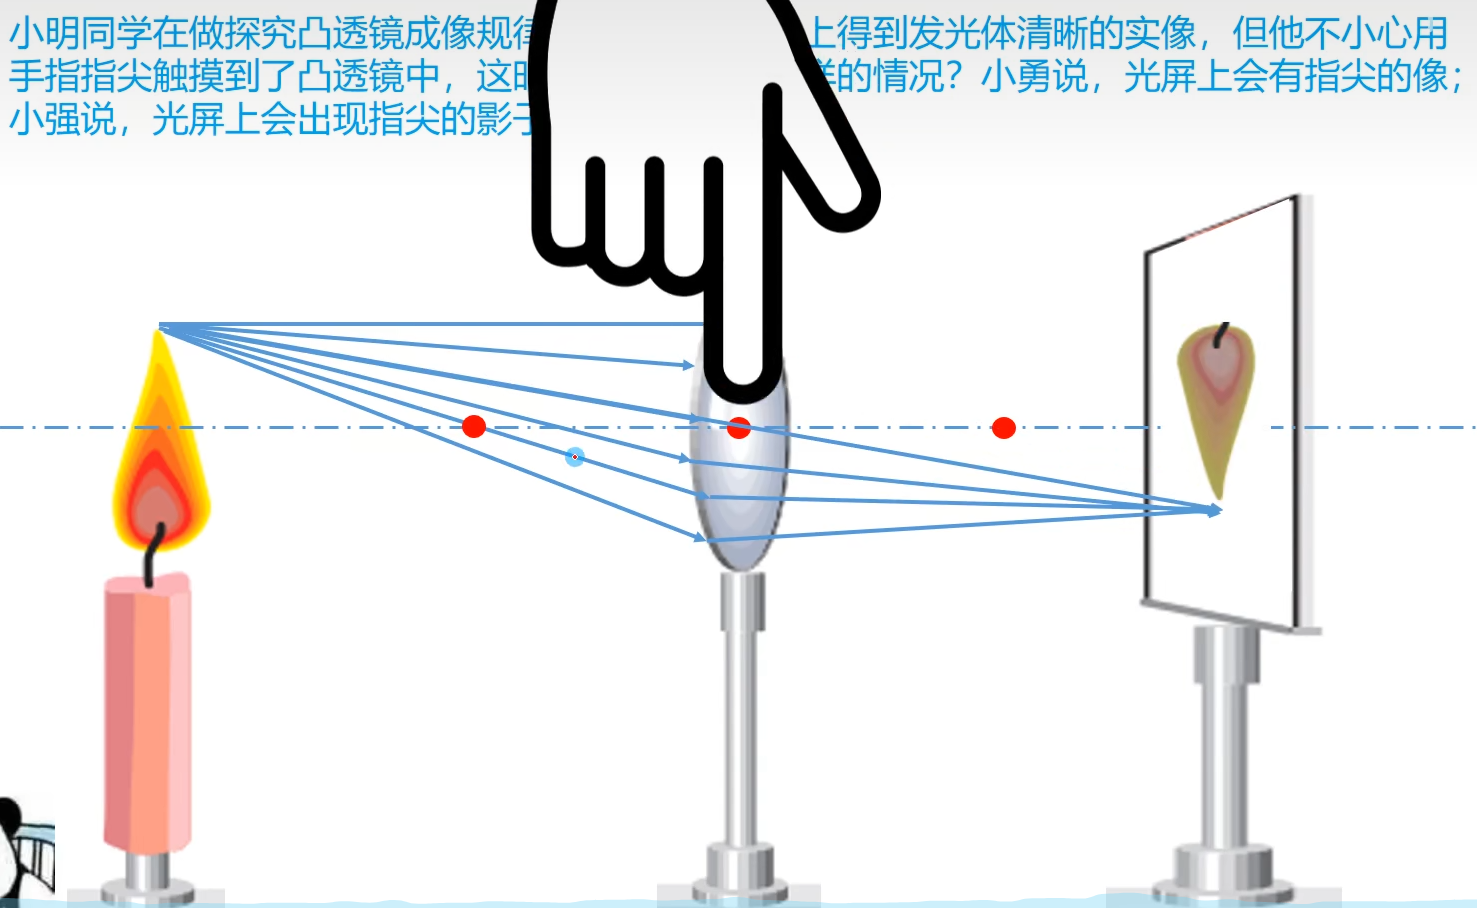 小明同学在做探究凸透镜成像规律 上得到发光体清晰的实像，但他不小心用
手指指尖触摸到了凸透镜中，这时 样的情况？小勇说，光屏上会有指尖的像；
小强说，光屏上会出现指尖的影子